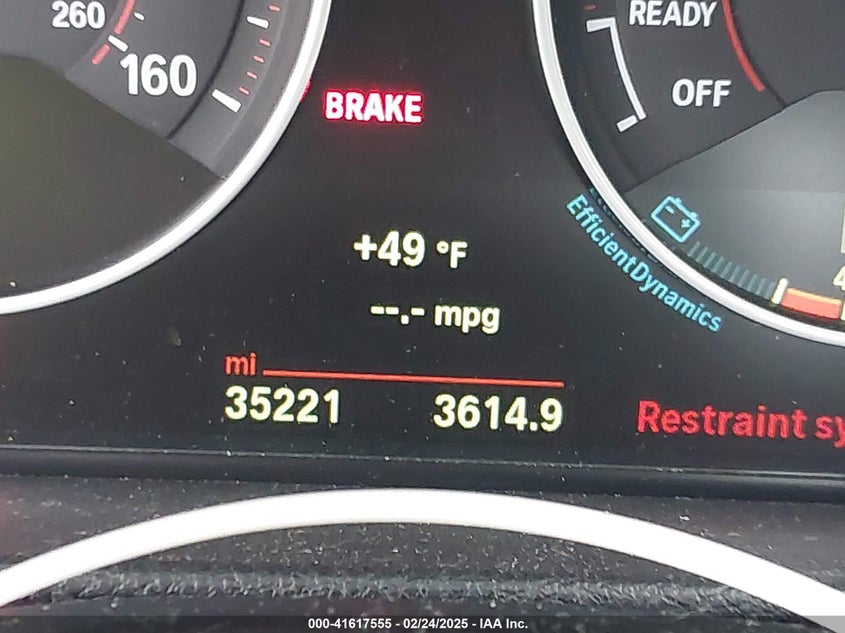 260
160
BRAKE
READY
OFF
EfficientDynamics
+49 °F
--.- mpg
mi
35221 3614.9
Restraint sy
000-41617555 - 02/24/2025 - IAA Inc.